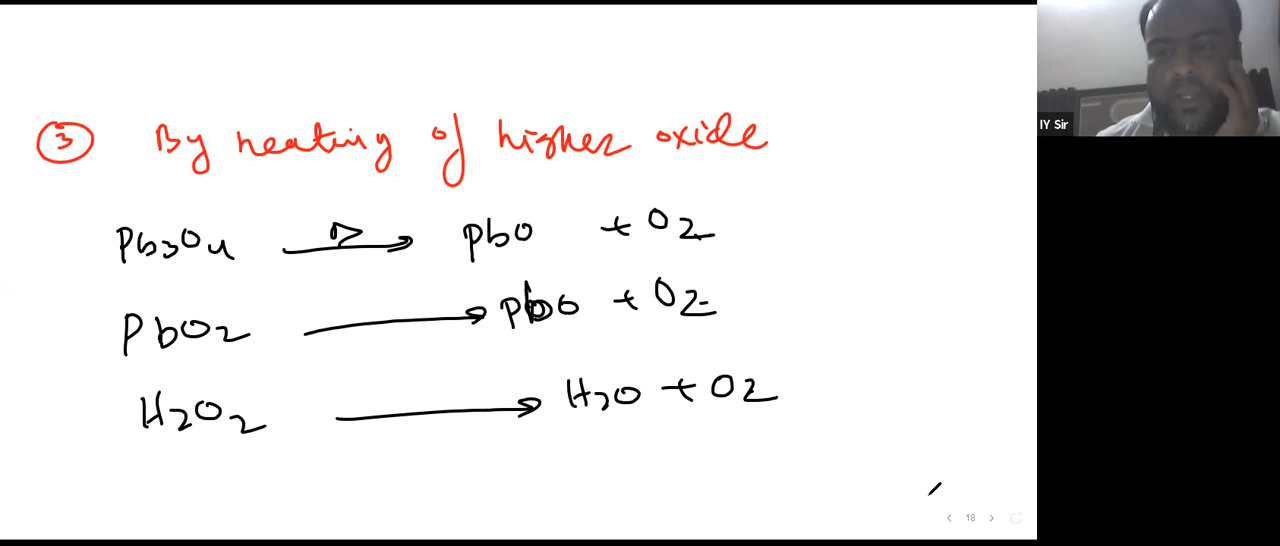 ③ By heating of higher oxide
IY Sir
Pb3O4 —Δ→ PbO + O2
PbO2 → PbO + O2
H2O2 → H2O + O2
< 18 >